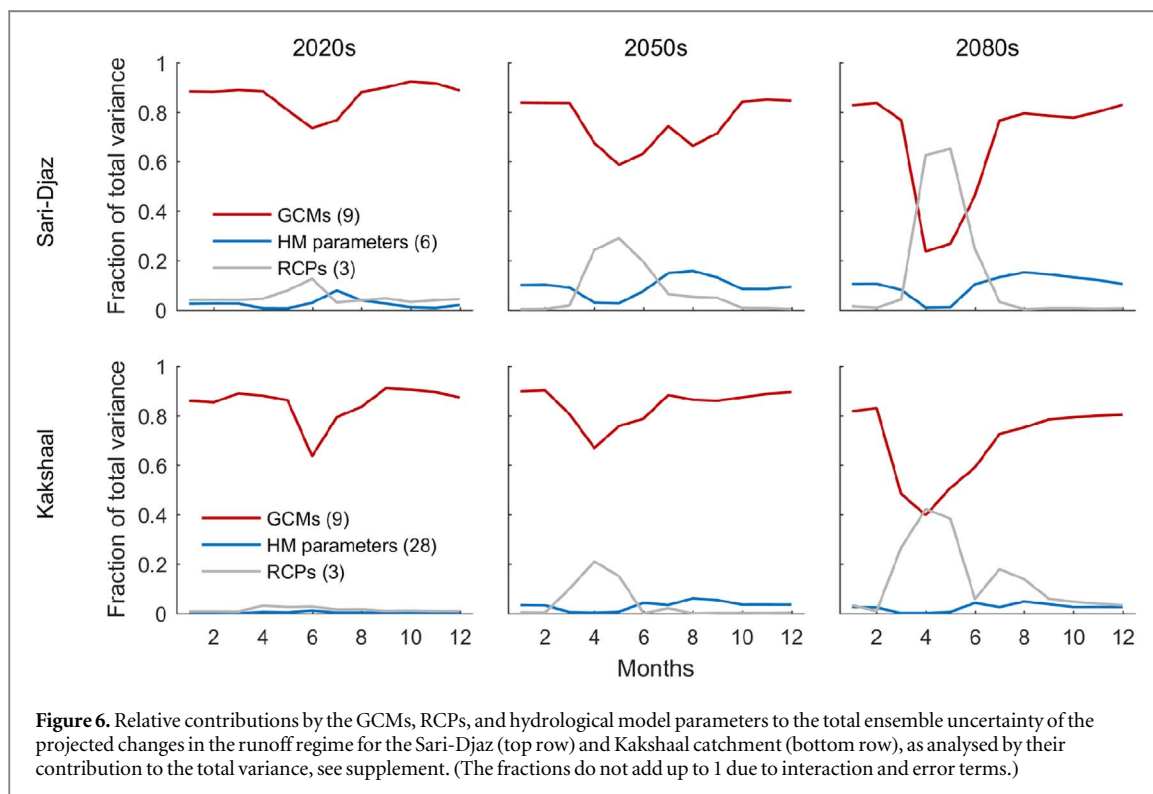 2020s
2050s
2080s
Sari-Djaz
Fraction of total variance
1
0.8
0.6
0.4
0.2
0
GCMs (9)
HM parameters (6)
RCPs (3)
Kakshaal
Fraction of total variance
1
0.8
0.6
0.4
0.2
0
GCMs (9)
HM parameters (28)
RCPs (3)
2 4 6 8 10 12
2 4 6 8 10 12
2 4 6 8 10 12
Months
Figure 6. Relative contributions by the GCMs, RCPs, and hydrological model parameters to the total ensemble uncertainty of the
projected changes in the runoff regime for the Sari-Djaz (top row) and Kakshaal catchment (bottom row), as analysed by their
contribution to the total variance, see supplement. (The fractions do not add up to 1 due to interaction and error terms.)